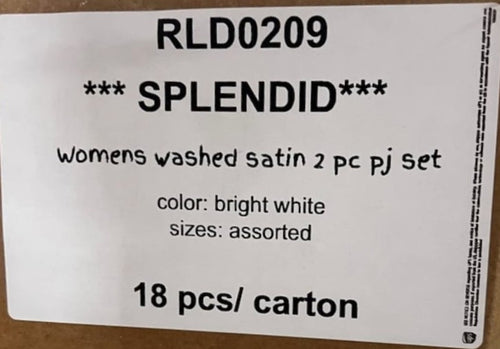 RLD0209
*** SPLENDID***
Womens washed satin 2 pc pj set
color: bright white
sizes: assorted
18 pcs/ carton